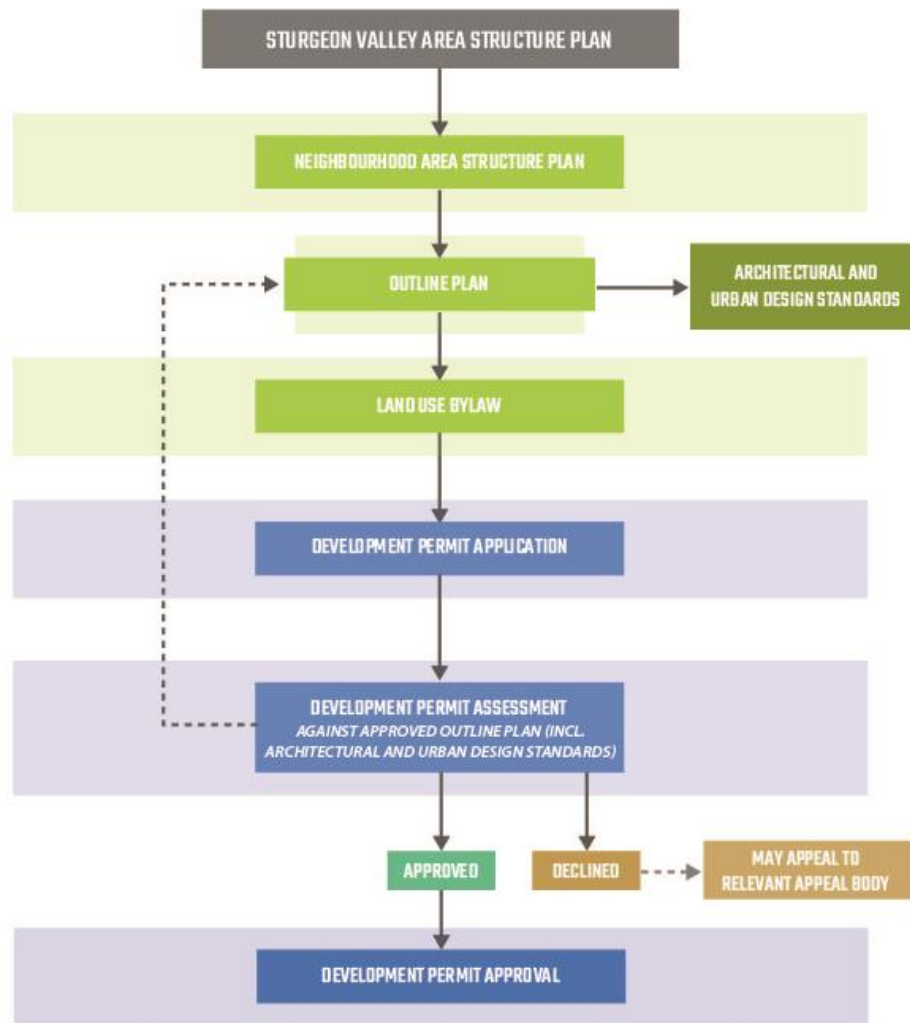 STURGEON VALLEY AREA STRUCTURE PLAN
NEIGHBOURHOOD AREA STRUCTURE PLAN
OUTLINE PLAN
ARCHITECTURAL AND
URBAN DESIGN STANDARDS
LAND USE BYLAW
DEVELOPMENT PERMIT APPLICATION
DEVELOPMENT PERMIT ASSESSMENT
AGAINST APPROVED OUTLINE PLAN (INCL.
ARCHITECTURAL AND URBAN DESIGN STANDARDS)
APPROVED
DECLINED
MAY APPEAL TO
RELEVANT APPEAL BODY
DEVELOPMENT PERMIT APPROVAL